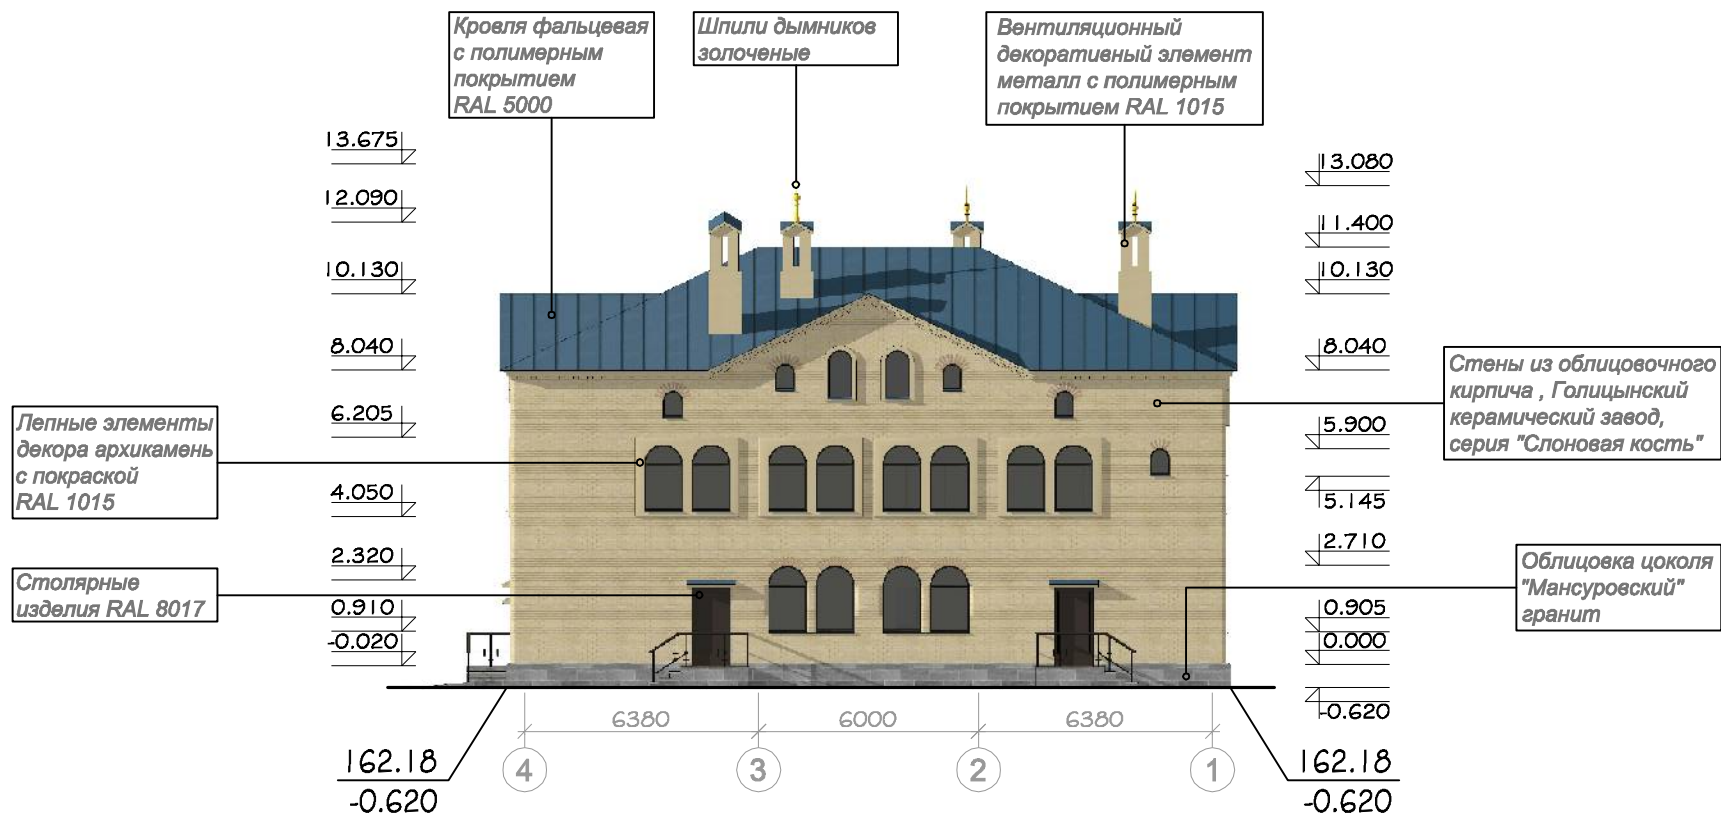 Кровля фальцевая
с полимерным
покрытием
RAL 5000
Шпили дымников
золоченые
Вентиляционный
декоративный элемент
металл с полимерным
покрытием RAL 1015
13.675
12.090
10.130
8.040
6.205
4.050
2.320
0.910
-0.020
13.080
11.400
10.130
8.040
5.900
5.145
2.710
0.905
0.000
-0.620
Лепные элементы
декора архикамень
с покраской
RAL 1015
Столярные
изделия RAL 8017
Стены из облицовочного
кирпича , Голицынский
керамический завод,
серия "Слоновая кость"
Облицовка цоколя
"Мансуровский"
гранит
6380
6000
6380
162.18
-0.620
4
3
2
1
162.18
-0.620